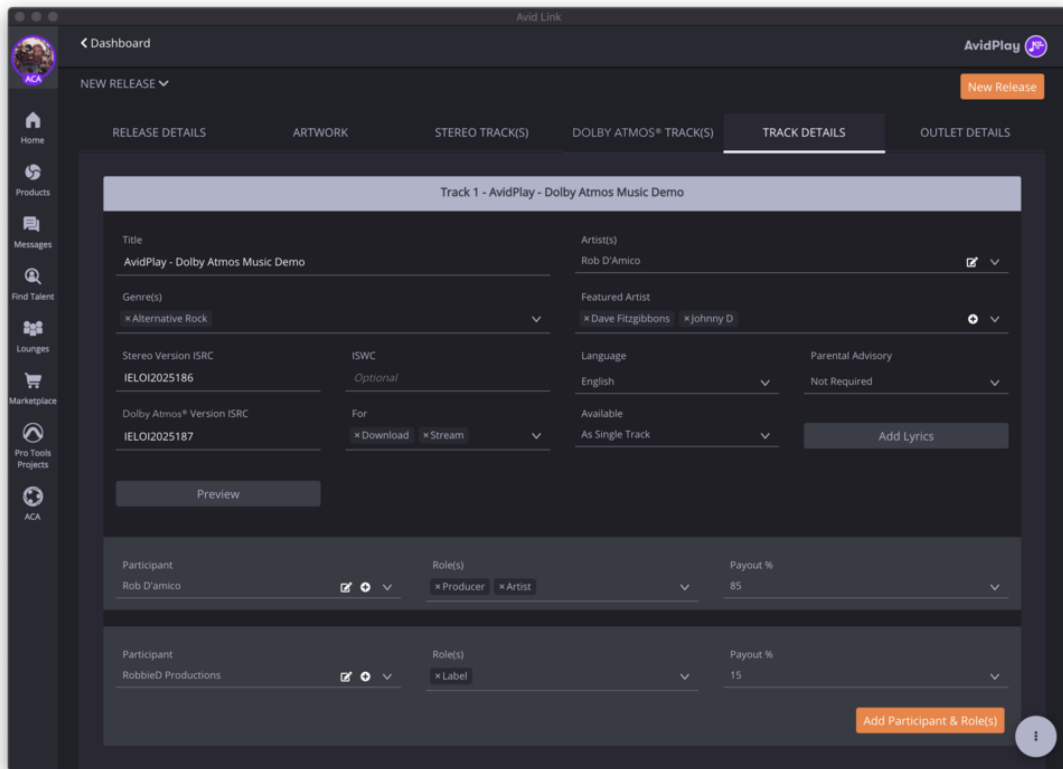 Avid Link
ACA
Dashboard
AvidPlay
NEW RELEASE
New Release
RELEASE DETAILS
ARTWORK
STEREO TRACK(S)
DOLBY ATMOS® TRACK(S)
TRACK DETAILS
OUTLET DETAILS
Home
Products
Messages
Find Talent
Lounges
Marketplace
Pro Tools
Projects
ACA
Track 1 - AvidPlay - Dolby Atmos Music Demo
Title
AvidPlay - Dolby Atmos Music Demo
Artist(s)
Rob D'Amico
Genre(s)
×Alternative Rock
Featured Artist
×Dave Fitzgibbons ×Johnny D
Stereo Version ISRC
IELOI2025186
ISWC
Optional
Language
English
Parental Advisory
Not Required
Dolby Atmos® Version ISRC
IELOI2025187
For
×Download ×Stream
Available
As Single Track
Add Lyrics
Preview
Participant
Rob D'amico
Role(s)
×Producer ×Artist
Payout %
85
Participant
RobbieD Productions
Role(s)
×Label
Payout %
15
Add Participant & Role(s)